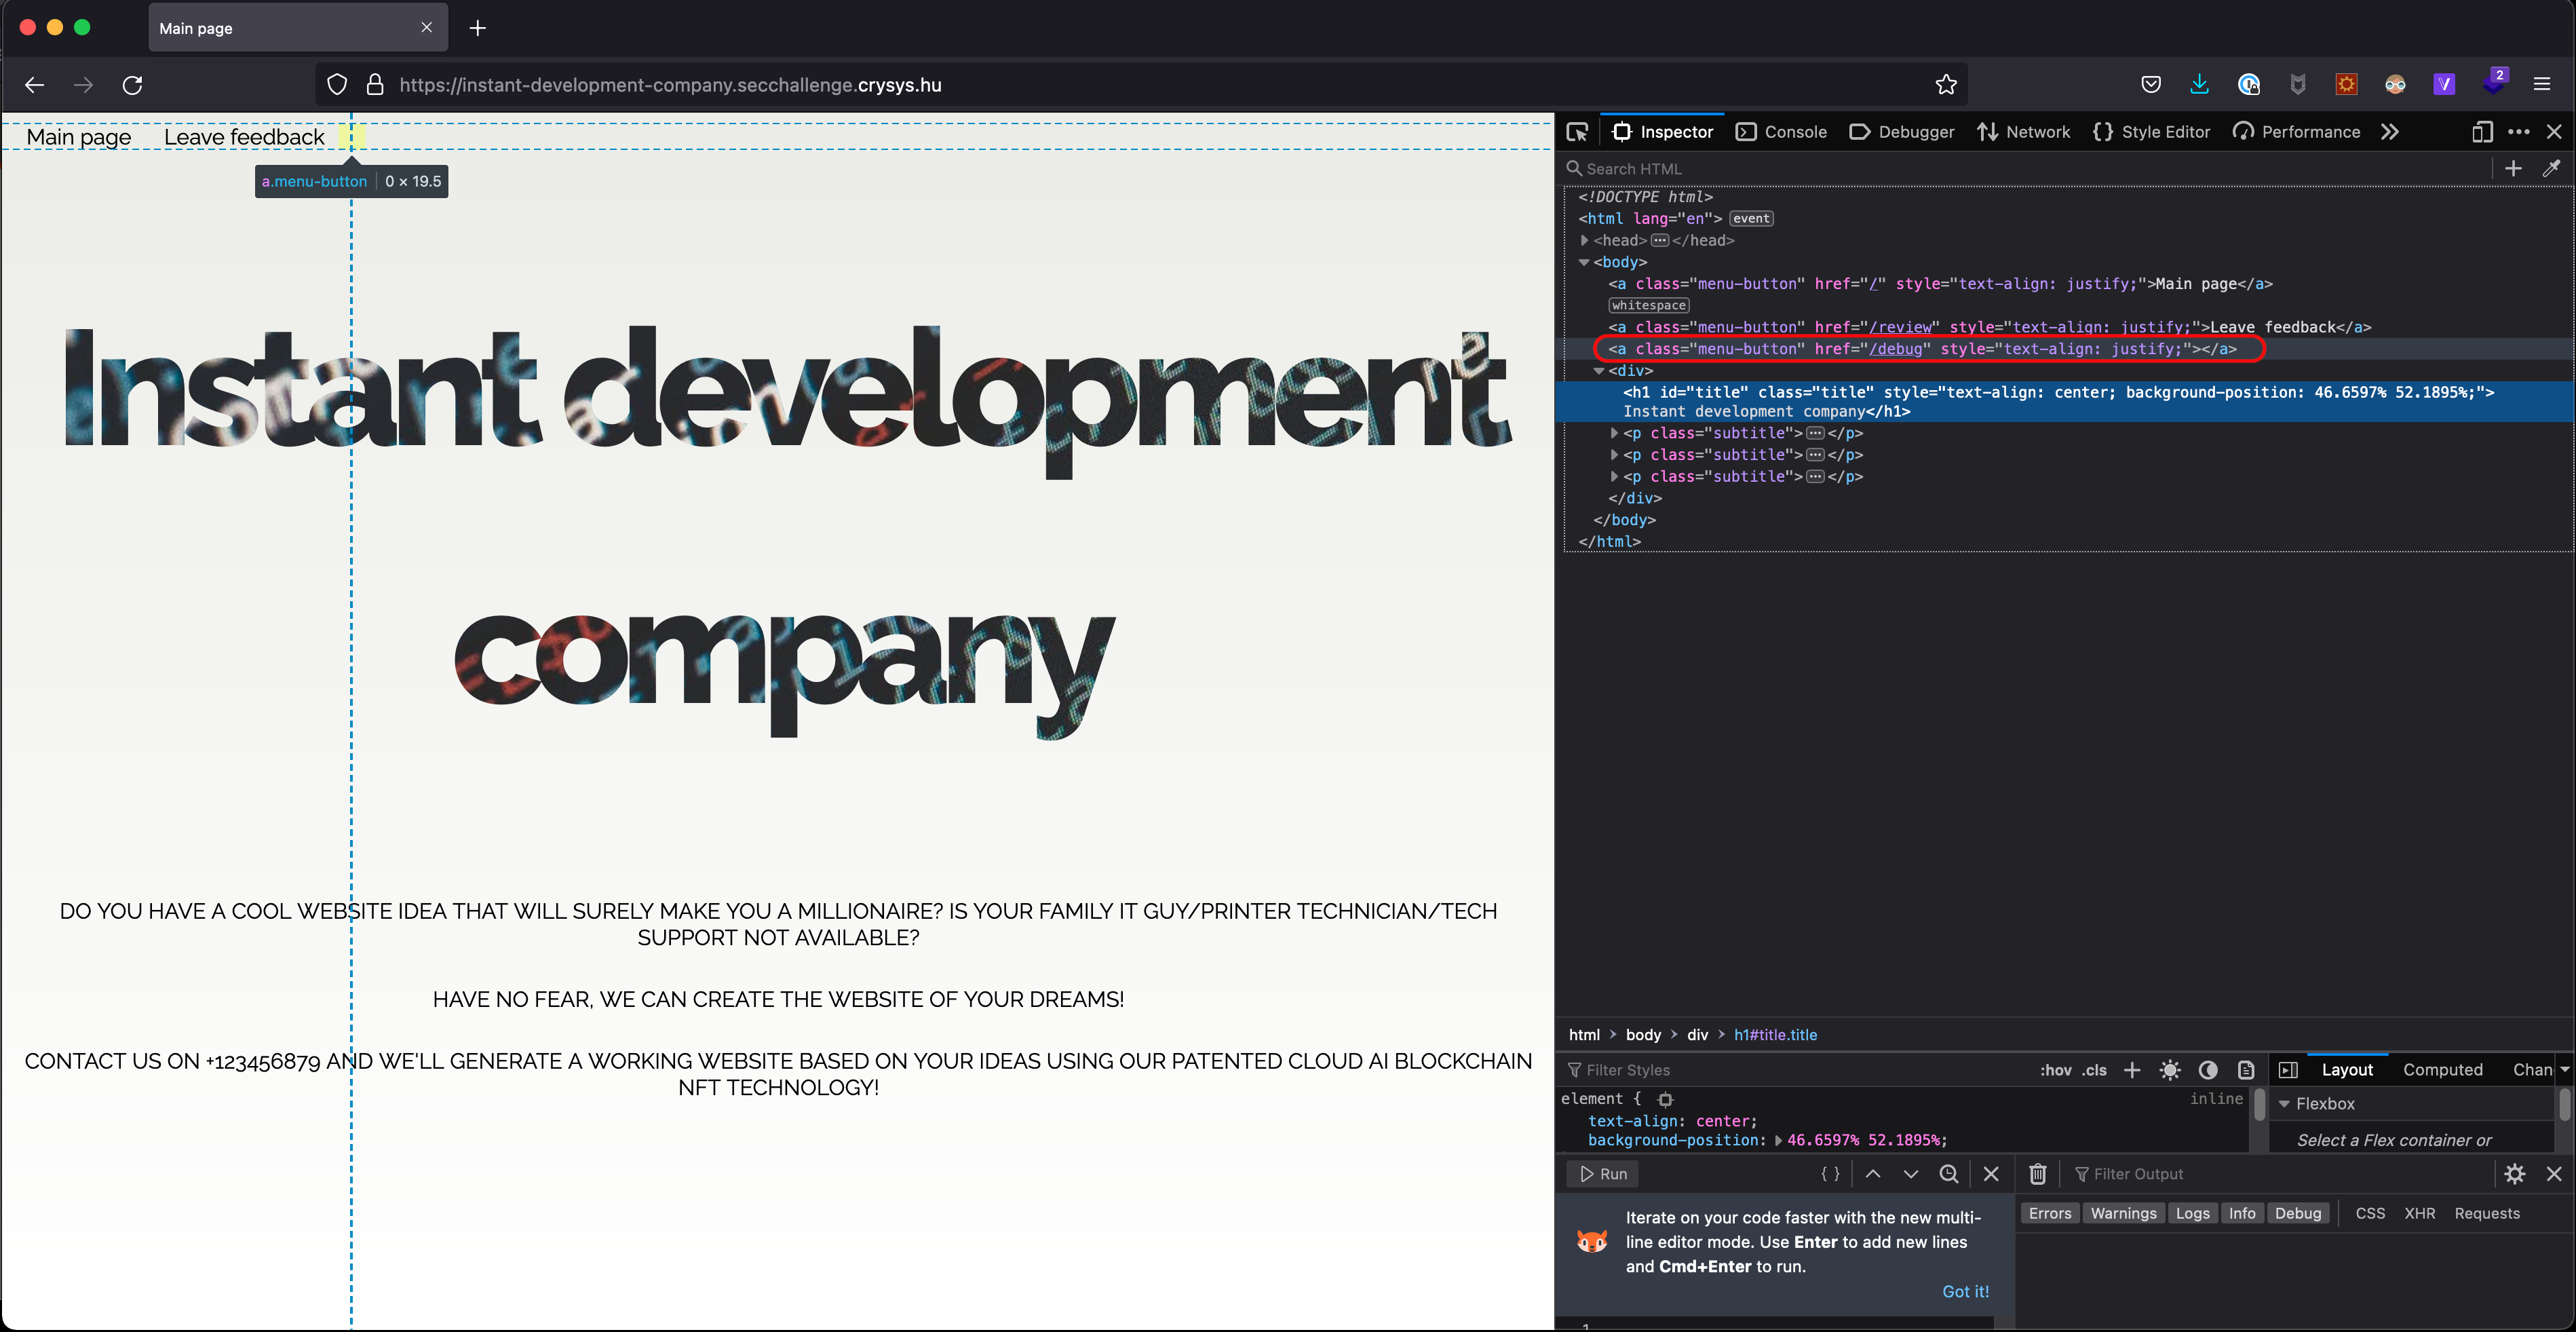 Main page
https://instant-development-company.secchallenge.crysys.hu
2
Main page Leave feedback
a.menu-button 0 × 19.5
Instant development
company
DO YOU HAVE A COOL WEBSITE IDEA THAT WILL SURELY MAKE YOU A MILLIONAIRE? IS YOUR FAMILY IT GUY/PRINTER TECHNICIAN/TECH
SUPPORT NOT AVAILABLE?
HAVE NO FEAR, WE CAN CREATE THE WEBSITE OF YOUR DREAMS!
CONTACT US ON +123456879 AND WE'LL GENERATE A WORKING WEBSITE BASED ON YOUR IDEAS USING OUR PATENTED CLOUD AI BLOCKCHAIN
NFT TECHNOLOGY!
Inspector Console Debugger Network {} Style Editor Performance
Search HTML
<!DOCTYPE html>
<html lang="en"> event
<head> ... </head>
<body>
<a class="menu-button" href="/" style="text-align: justify;">Main page</a>
whitespace
<a class="menu-button" href="/review" style="text-align: justify;">Leave feedback</a>
<a class="menu-button" href="/debug" style="text-align: justify;"></a>
<div>
<h1 id="title" class="title" style="text-align: center; background-position: 46.6597% 52.1895%;">
Instant development company</h1>
<p class="subtitle"> ... </p>
<p class="subtitle"> ... </p>
<p class="subtitle"> ... </p>
</div>
</body>
</html>
html > body > div > h1#title.title
Filter Styles :hov .cls + Layout Computed Chan
element { inline
text-align: center;
background-position: 46.6597% 52.1895%;
Flexbox
Select a Flex container or
Run { } Filter Output
Iterate on your code faster with the new multi-
line editor mode. Use Enter to add new lines
and Cmd+Enter to run.
Got it!
Errors Warnings Logs Info Debug CSS XHR Requests
1